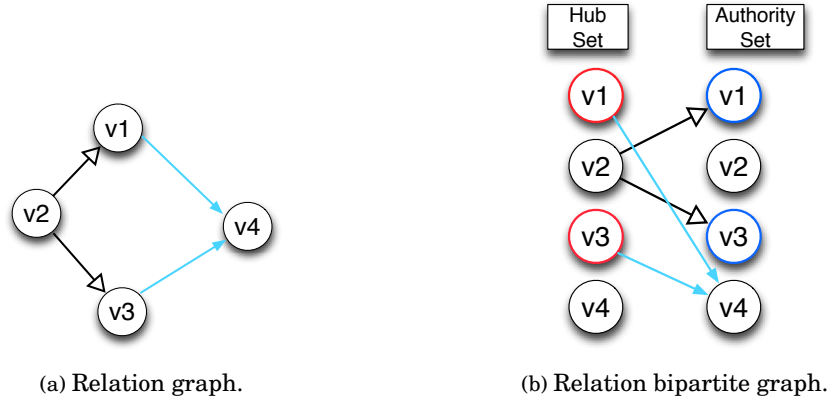 Hub
Set
Authority
Set
v1
v2
v3
v4
v1
v2
v3
v4
v1
v2
v3
v4
(a) Relation graph.
(b) Relation bipartite graph.